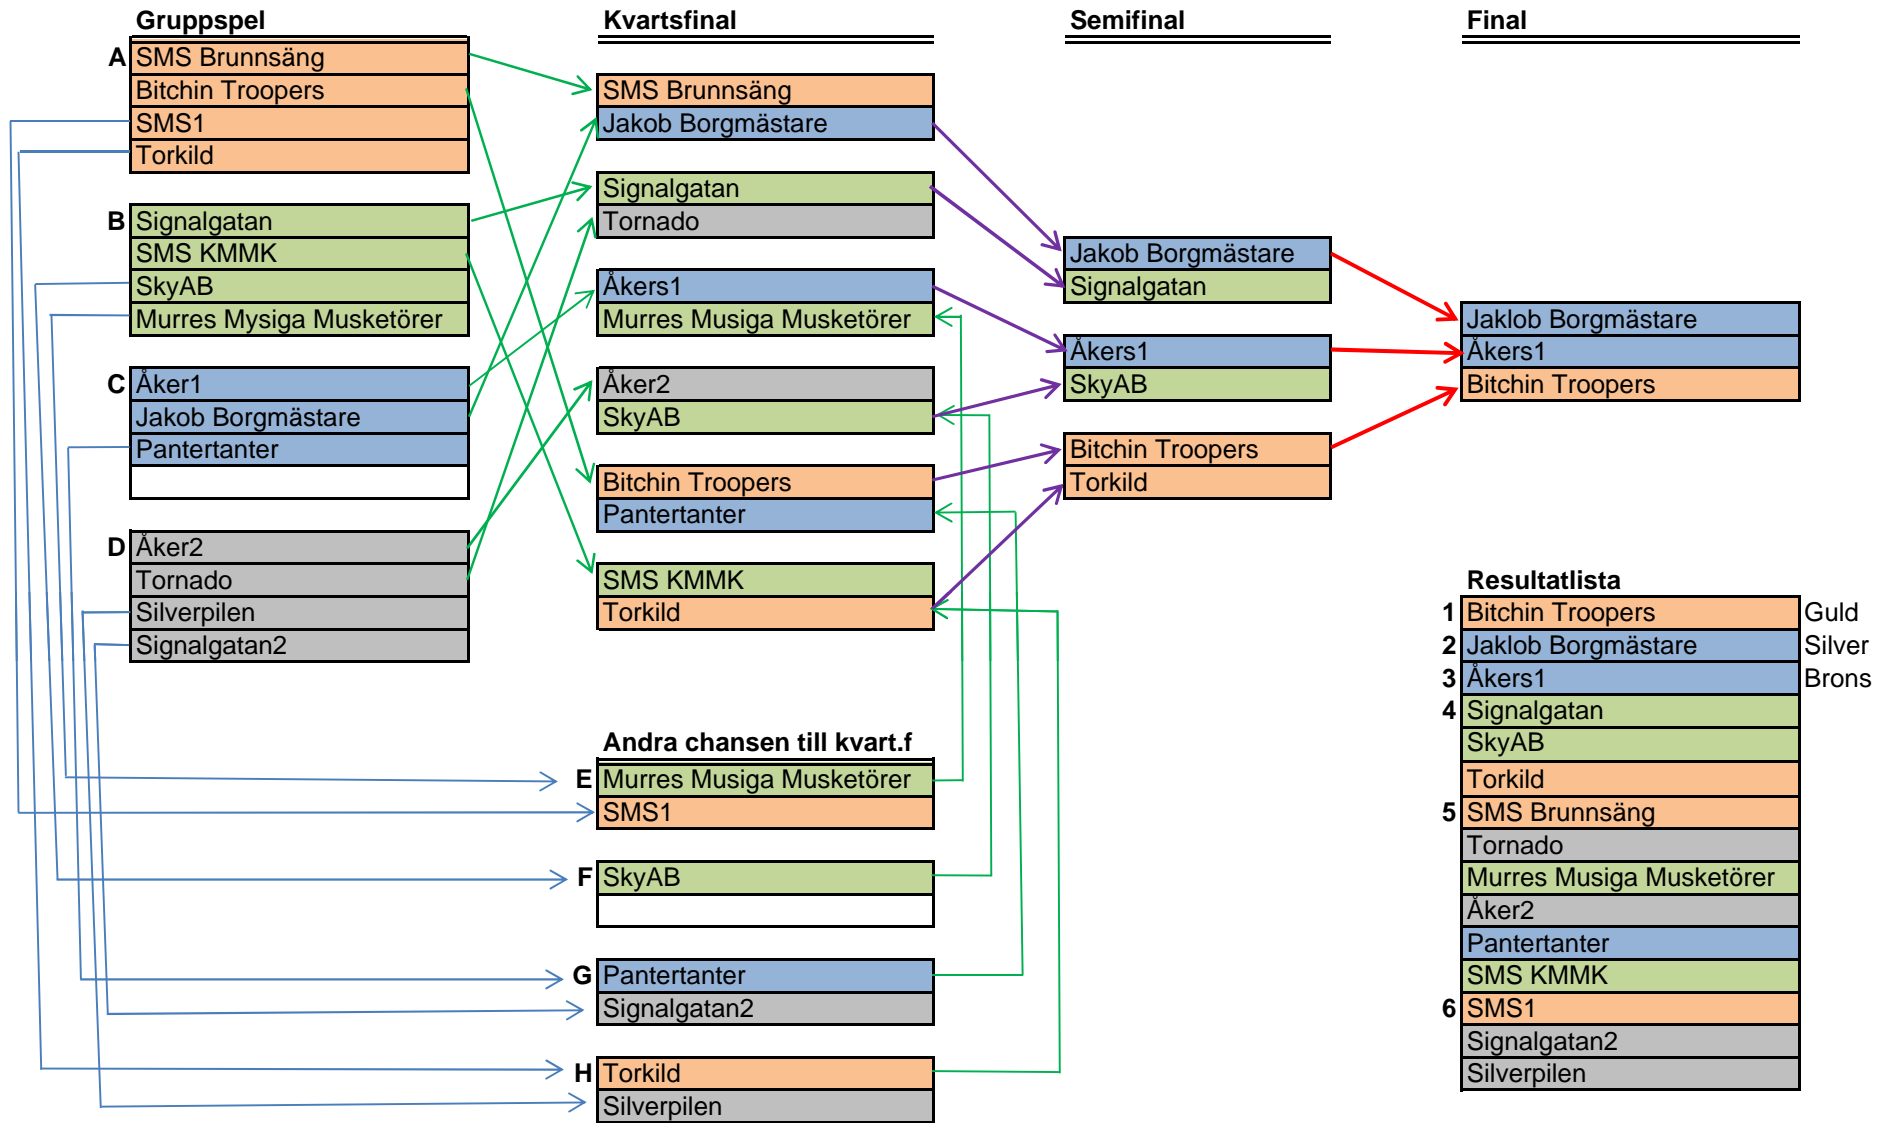 Gruppspel
Kvartsfinal
Semifinal
Final
A SMS Brunnsäng
Bitchin Troopers
SMS1
Torkild
B Signalgatan
SMS KMMK
SkyAB
Murres Mysiga Musketörer
C Åker1
Jakob Borgmästare
Pantertanter
D Åker2
Tornado
Silverpilen
Signalgatan2
SMS Brunnsäng
Jakob Borgmästare
Signalgatan
Tornado
Åkers1
Murres Musiga Musketörer
Åker2
SkyAB
Bitchin Troopers
Pantertanter
SMS KMMK
Torkild
Andra chansen till kvart.f
E Murres Musiga Musketörer
SMS1
F SkyAB
G Pantertanter
Signalgatan2
H Torkild
Silverpilen
Jakob Borgmästare
Signalgatan
Åkers1
SkyAB
Bitchin Troopers
Torkild
Jaklob Borgmästare
Åkers1
Bitchin Troopers
Resultatlista
1 Bitchin Troopers Guld
2 Jaklob Borgmästare Silver
3 Åkers1 Brons
4 Signalgatan
SkyAB
Torkild
5 SMS Brunnsäng
Tornado
Murres Musiga Musketörer
Åker2
Pantertanter
SMS KMMK
6 SMS1
Signalgatan2
Silverpilen